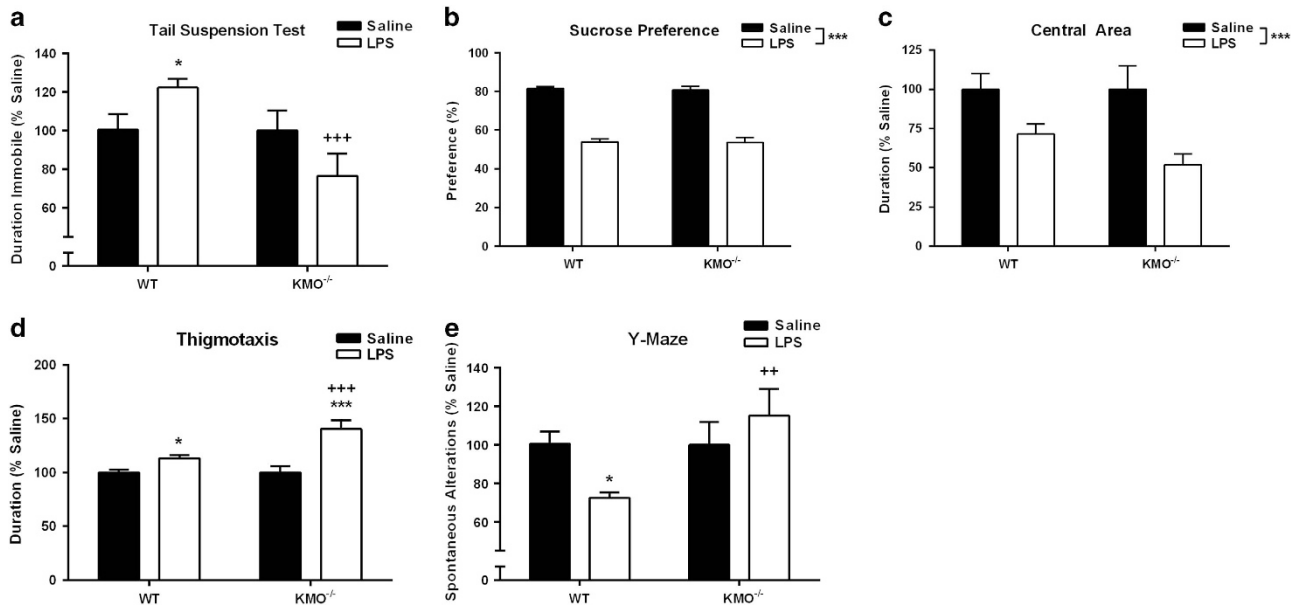 a
Tail Suspension Test
Saline
LPS
Duration Immobile (% Saline)
140
120
100
80
60
0
*
+++
WT
KMO-/-
b
Sucrose Preference
Saline
LPS
***
Preference (%)
100
80
60
40
20
0
WT
KMO-/-
c
Central Area
Saline
LPS
***
Duration (% Saline)
125
100
75
50
25
0
WT
KMO-/-
d
Thigmotaxis
Saline
LPS
Duration (% Saline)
200
150
100
50
0
*
+++
***
WT
KMO-/-
e
Y-Maze
Saline
LPS
Spontaneous Alterations (% Saline)
140
120
100
80
60
0
*
++
WT
KMO-/-